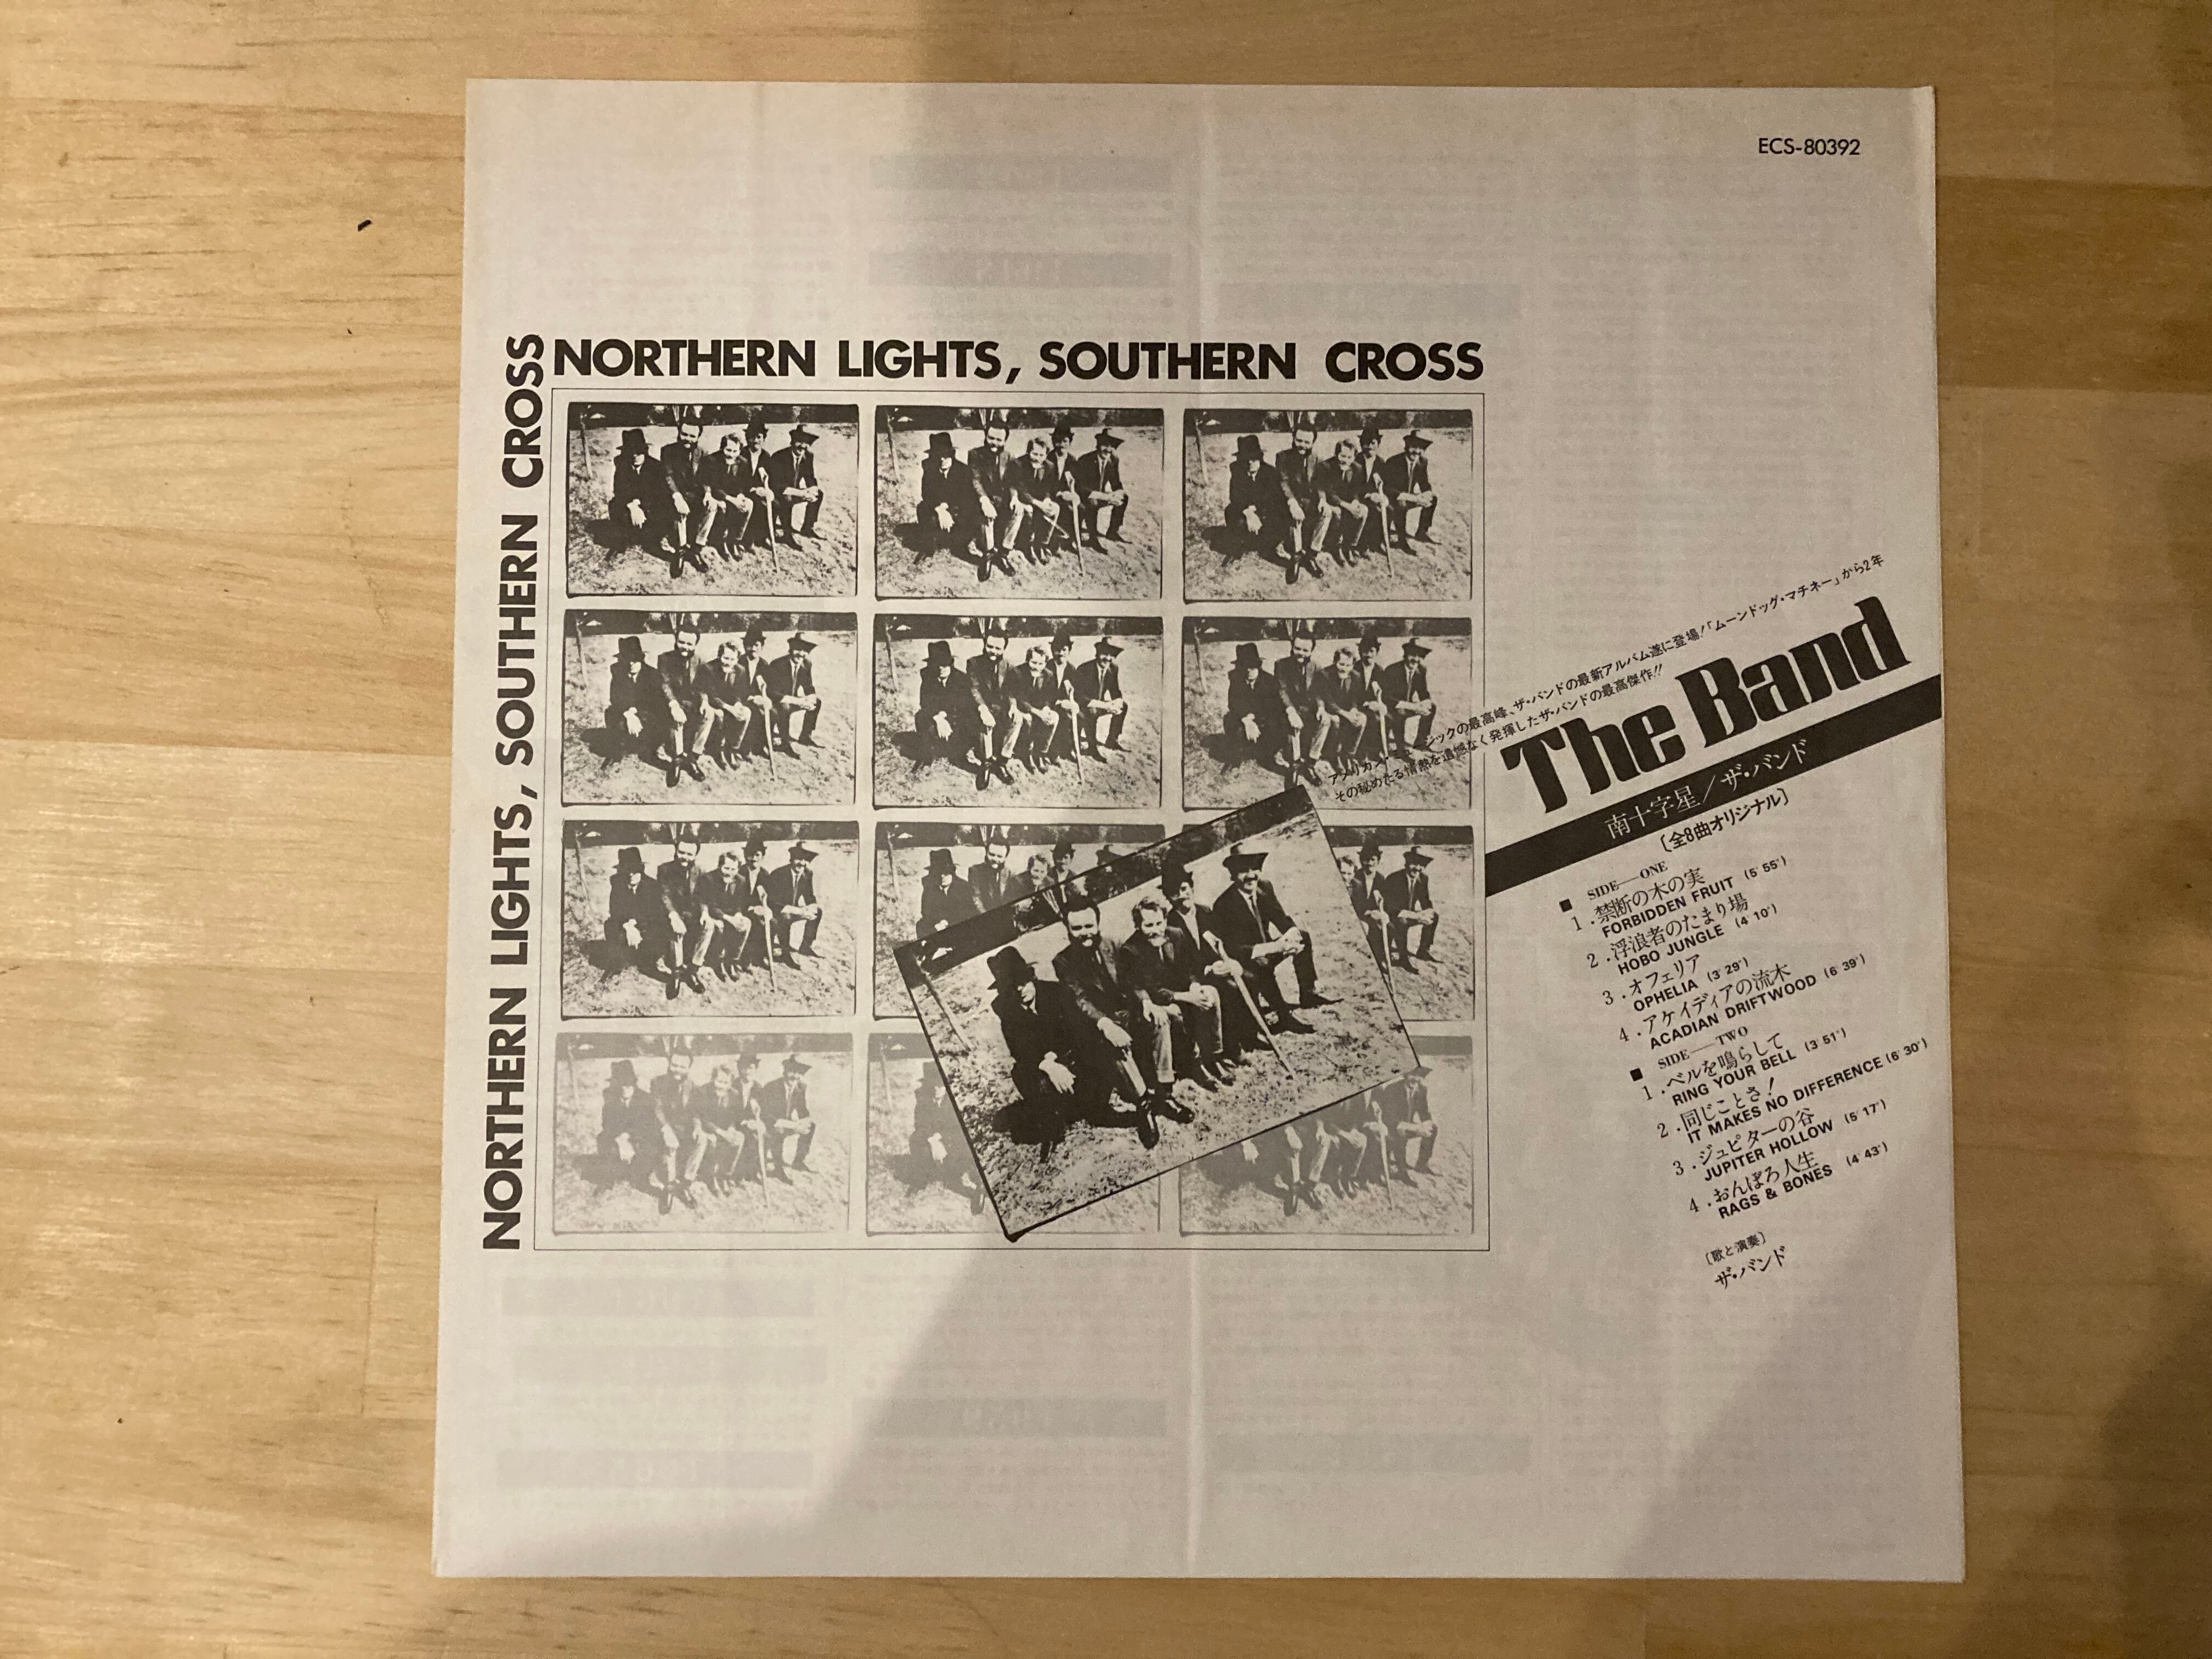 ECS-80392
NORTHERN LIGHTS, SOUTHERN CROSS
NORTHERN LIGHTS, SOUTHERN CROSS
アメリカン・ミュージックの最高峰、ザ・バンドの最新アルバム遂に登場!「ムーンドッグ・マチネー」から2年
その秘めたる情熱を遺憾なく発揮したザ・バンドの最高傑作!!
The Band
南十字星／ザ・バンド
〔全8曲オリジナル〕
■ SIDE—ONE
1.禁断の木の実
FORBIDDEN FRUIT (5'55")
2.浮浪者のたまり場
HOBO JUNGLE (4'10")
3.オフェリア
OPHELIA (3'29")
4.アケイディアの流木
ACADIAN DRIFTWOOD (6'39")
■ SIDE—TWO
1.ベルを鳴らして
RING YOUR BELL (3'51")
2.同じことさ!
IT MAKES NO DIFFERENCE (6'30")
3.ジュピターの谷
JUPITER HOLLOW (5'17")
4.おんぼろ人生
RAGS & BONES (4'43")
〔歌と演奏〕
ザ・バンド